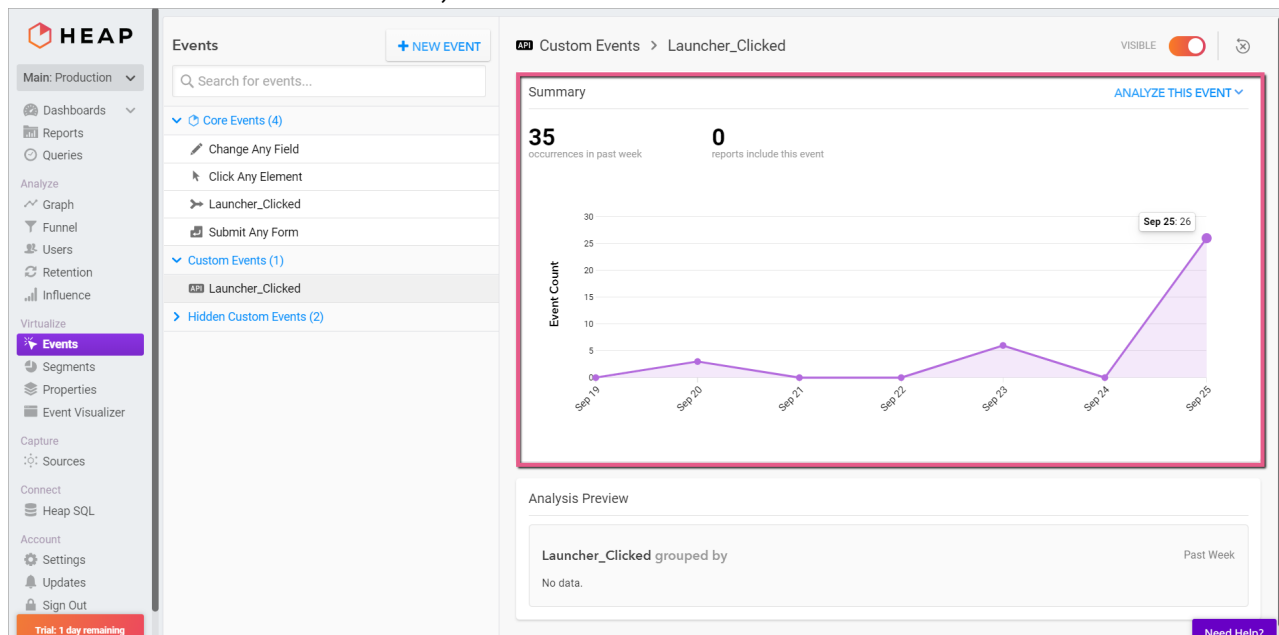 HEAP
Main: Production
Dashboards
Reports
Queries
Analyze
Graph
Funnel
Users
Retention
Influence
Virtualize
Events
Segments
Properties
Event Visualizer
Capture
Sources
Connect
Heap SQL
Account
Settings
Updates
Sign Out
Trial: 1 day remaining
Events
+ NEW EVENT
Search for events...
Core Events (4)
Change Any Field
Click Any Element
Launcher_Clicked
Submit Any Form
Custom Events (1)
API Launcher_Clicked
Hidden Custom Events (2)
API Custom Events > Launcher_Clicked
VISIBLE
Summary
ANALYZE THIS EVENT
35
occurrences in past week
0
reports include this event
Event Count
30
25
20
15
10
5
0
Sep 25: 26
Sep 19
Sep 20
Sep 21
Sep 22
Sep 23
Sep 24
Sep 25
Analysis Preview
Launcher_Clicked grouped by
Past Week
No data.
Need Help?